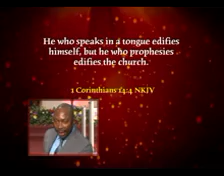 He who speaks in a tongue edifies
himself, but he who prophesies
edifies the church.
1 Corinthians 14:4 NKJV